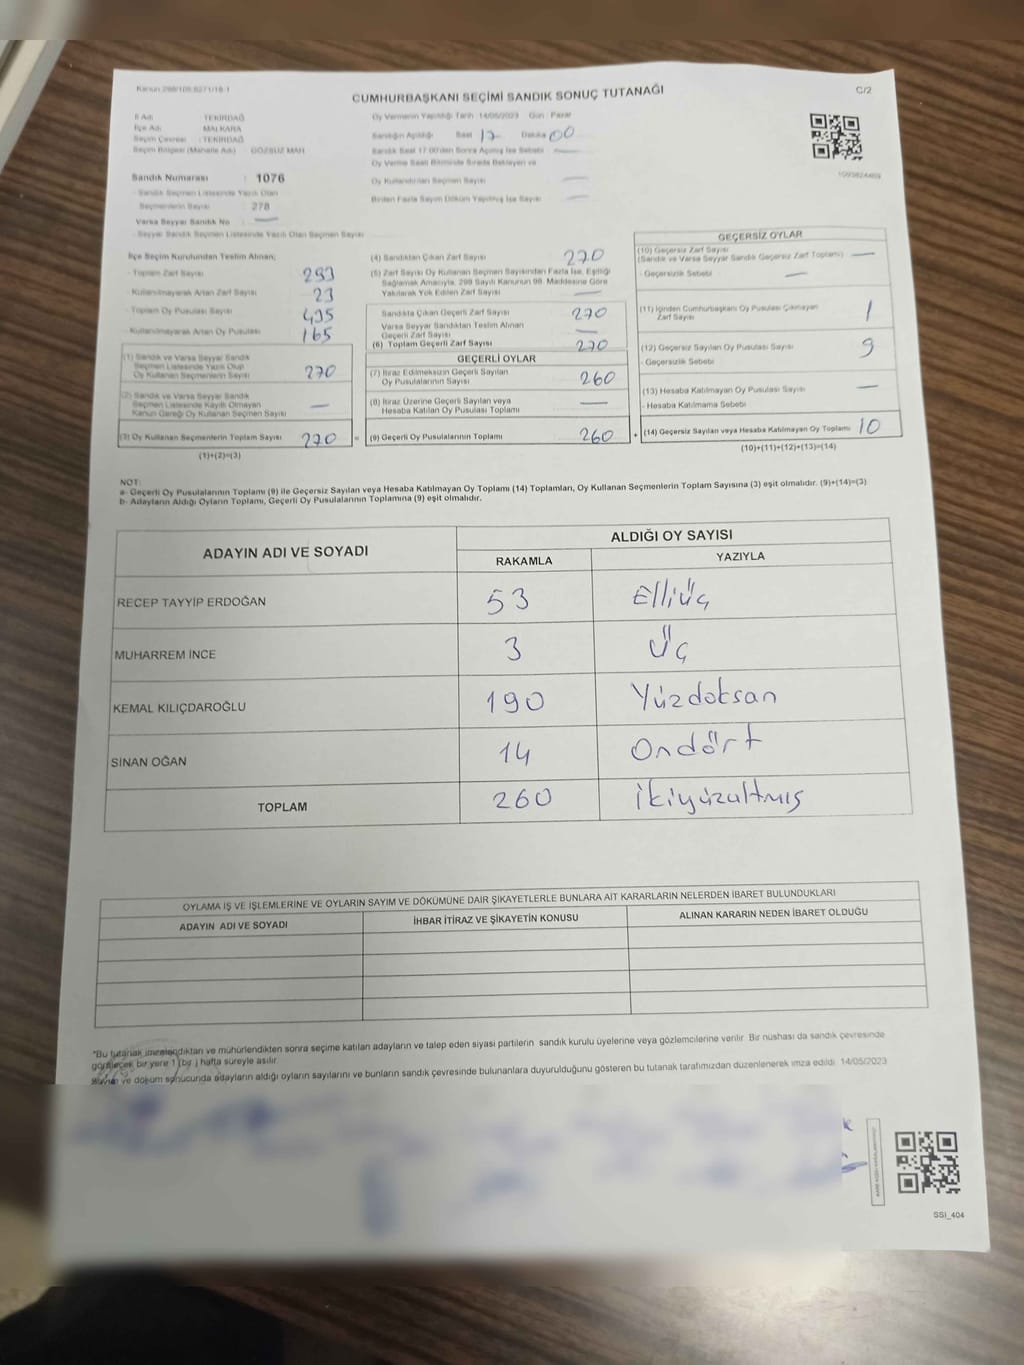 Kanun:298/105:6271/18-1
CUMHURBAŞKANI SEÇİMİ SANDIK SONUÇ TUTANAĞI
C/2
İl Adı : TEKİRDAĞ
İlçe Adı : MALKARA
Seçim Çevresi : TEKİRDAĞ
Seçim Bölgesi (Mahalle Adı) : GÖZSÜZ MAH
Sandık Numarası : 1076
- Sandık Seçmen Listesinde Yazılı Olan
Seçmenlerin Sayısı : 278
Varsa Seyyar Sandık No : —
- Seyyar Sandık Seçmen Listesinde Yazılı Olan Seçmen Sayısı
Oy Vermenin Yapıldığı Tarih 14/05/2023 Gün : Pazar
Sandığın Açıldığı Saat 17 Dakika 00
Sandık Saat 17:00'den Sonra Açılmış İse Sebebi —
Oy Verme Saati Bitiminde Sırada Bekleyen ve
Oy Kullandırılan Seçmen Sayısı —
Birden Fazla Sayım Döküm Yapılmış İse Sayısı —
İlçe Seçim Kurulundan Teslim Alınan;
- Toplam Zarf Sayısı 293
- Kullanılmayarak Artan Zarf Sayısı 23
- Toplam Oy Pusulası Sayısı 435
- Kullanılmayarak Artan Oy Pusulası 165
(1) Sandık ve Varsa Seyyar Sandık
Seçmen Listesinde Yazılı Olup
Oy Kullanan Seçmenlerin Sayısı 270
(2) Sandık ve Varsa Seyyar Sandık
Seçmen Listesinde Kayıtlı Olmayan
Kanun Gereği Oy Kullanan Seçmen Sayısı —
(3) Oy Kullanan Seçmenlerin Toplam Sayısı 270 =
(1)+(2)=(3)
(4) Sandıktan Çıkan Zarf Sayısı 270
(5) Zarf Sayısı Oy Kullanan Seçmen Sayısından Fazla İse, Eşitliği
Sağlamak Amacıyla, 298 Sayılı Kanunun 98. Maddesine Göre
Yakılarak Yok Edilen Zarf Sayısı —
Sandıkta Çıkan Geçerli Zarf Sayısı 270
Varsa Seyyar Sandıktan Teslim Alınan
Geçerli Zarf Sayısı —
(6) Toplam Geçerli Zarf Sayısı 270
GEÇERLİ OYLAR
(7) İtiraz Edilmeksizin Geçerli Sayılan
Oy Pusulalarının Sayısı 260
(8) İtiraz Üzerine Geçerli Sayılan veya
Hesaba Katılan Oy Pusulası Toplamı —
(9) Geçerli Oy Pusulalarının Toplamı 260 +
GEÇERSİZ OYLAR
(10) Geçersiz Zarf Sayısı
(Sandık ve Varsa Seyyar Sandık Geçersiz Zarf Toplamı) —
- Geçersizlik Sebebi —
(11) İçinden Cumhurbaşkanı Oy Pusulası Çıkmayan
Zarf Sayısı 1
(12) Geçersiz Sayılan Oy Pusulası Sayısı 9
- Geçersizlik Sebebi
(13) Hesaba Katılmayan Oy Pusulası Sayısı —
- Hesaba Katılmama Sebebi
(14) Geçersiz Sayılan veya Hesaba Katılmayan Oy Toplamı 10
(10)+(11)+(12)+(13)=(14)
NOT:
a- Geçerli Oy Pusulalarının Toplamı (9) ile Geçersiz Sayılan veya Hesaba Katılmayan Oy Toplamı (14) Toplamları, Oy Kullanan Seçmenlerin Toplam Sayısına (3) eşit olmalıdır. (9)+(14)=(3)
b- Adayların Aldığı Oyların Toplamı, Geçerli Oy Pusulalarının Toplamına (9) eşit olmalıdır.
ADAYIN ADI VE SOYADI
ALDIĞI OY SAYISI
RAKAMLA YAZIYLA
RECEP TAYYİP ERDOĞAN 53 Elliüç
MUHARREM İNCE 3 Üç
KEMAL KILIÇDAROĞLU 190 Yüzdoksan
SİNAN OĞAN 14 Ondört
TOPLAM 260 ikiyüzaltmış
OYLAMA İŞ VE İŞLEMLERİNE VE OYLARIN SAYIM VE DÖKÜMÜNE DAİR ŞİKAYETLERLE BUNLARA AİT KARARLARIN NELERDEN İBARET BULUNDUKLARI
ADAYIN ADI VE SOYADI İHBAR İTİRAZ VE ŞİKAYETİN KONUSU ALINAN KARARIN NEDEN İBARET OLDUĞU
*Bu tutanak imzalandıktan ve mühürlendikten sonra seçime katılan adayların ve talep eden siyasi partilerin sandık kurulu üyelerine veya gözlemcilerine verilir. Bir nüshası da sandık çevresinde
görülecek bir yere 1 (bir ) hafta süreyle asılır.
Sayım ve döküm sonucunda adayların aldığı oyların sayılarını ve bunların sandık çevresinde bulunanlara duyurulduğunu gösteren bu tutanak tarafımızdan düzenlenerek imza edildi. 14/05/2023
SSI_404